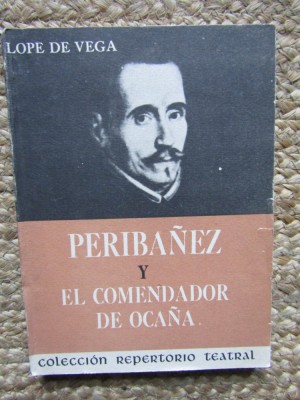 LOPE DE VEGA
PERIBAÑEZ
Y
EL COMENDADOR
DE OCAÑA
COLECCIÓN REPERTORIO TEATRAL